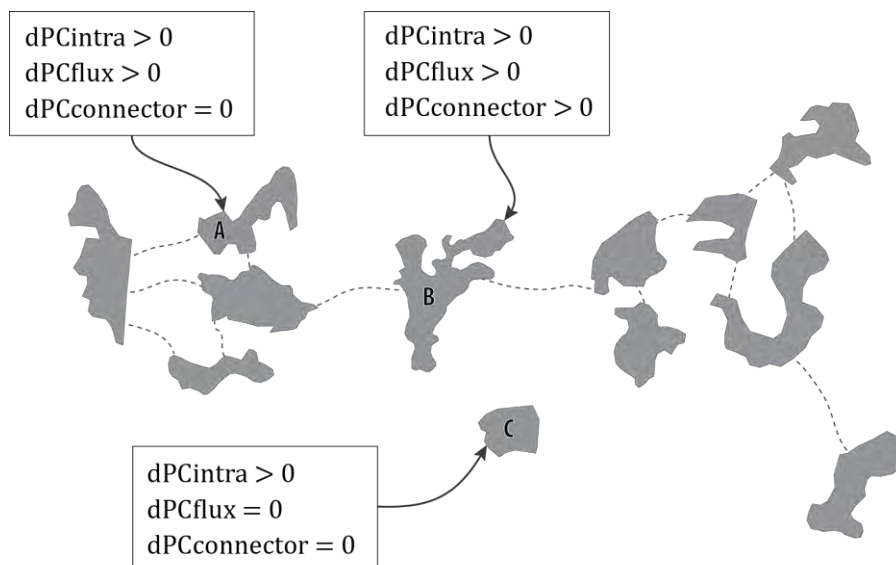 dPCintra > 0
dPCflux > 0
dPCconnector = 0
dPCintra > 0
dPCflux > 0
dPCconnector > 0
A
B
C
dPCintra > 0
dPCflux = 0
dPCconnector = 0